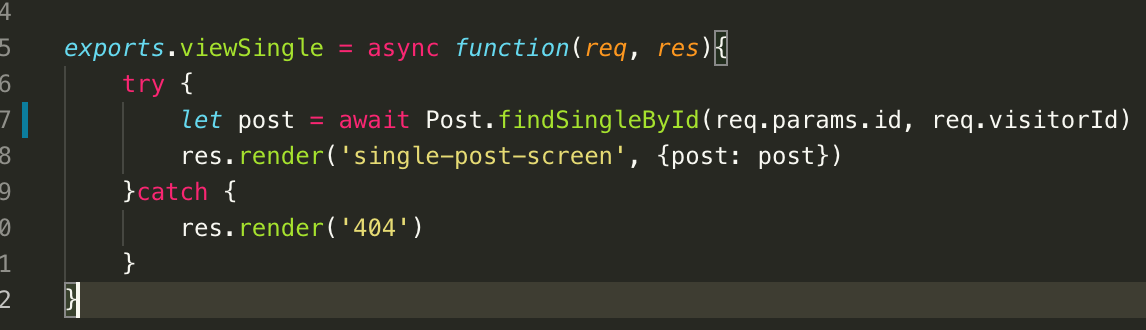 4
5 exports.viewSingle = async function(req, res){
6 try {
7 let post = await Post.findSingleById(req.params.id, req.visitorId)
8 res.render('single-post-screen', {post: post})
9 }catch {
0 res.render('404')
1 }
2 }